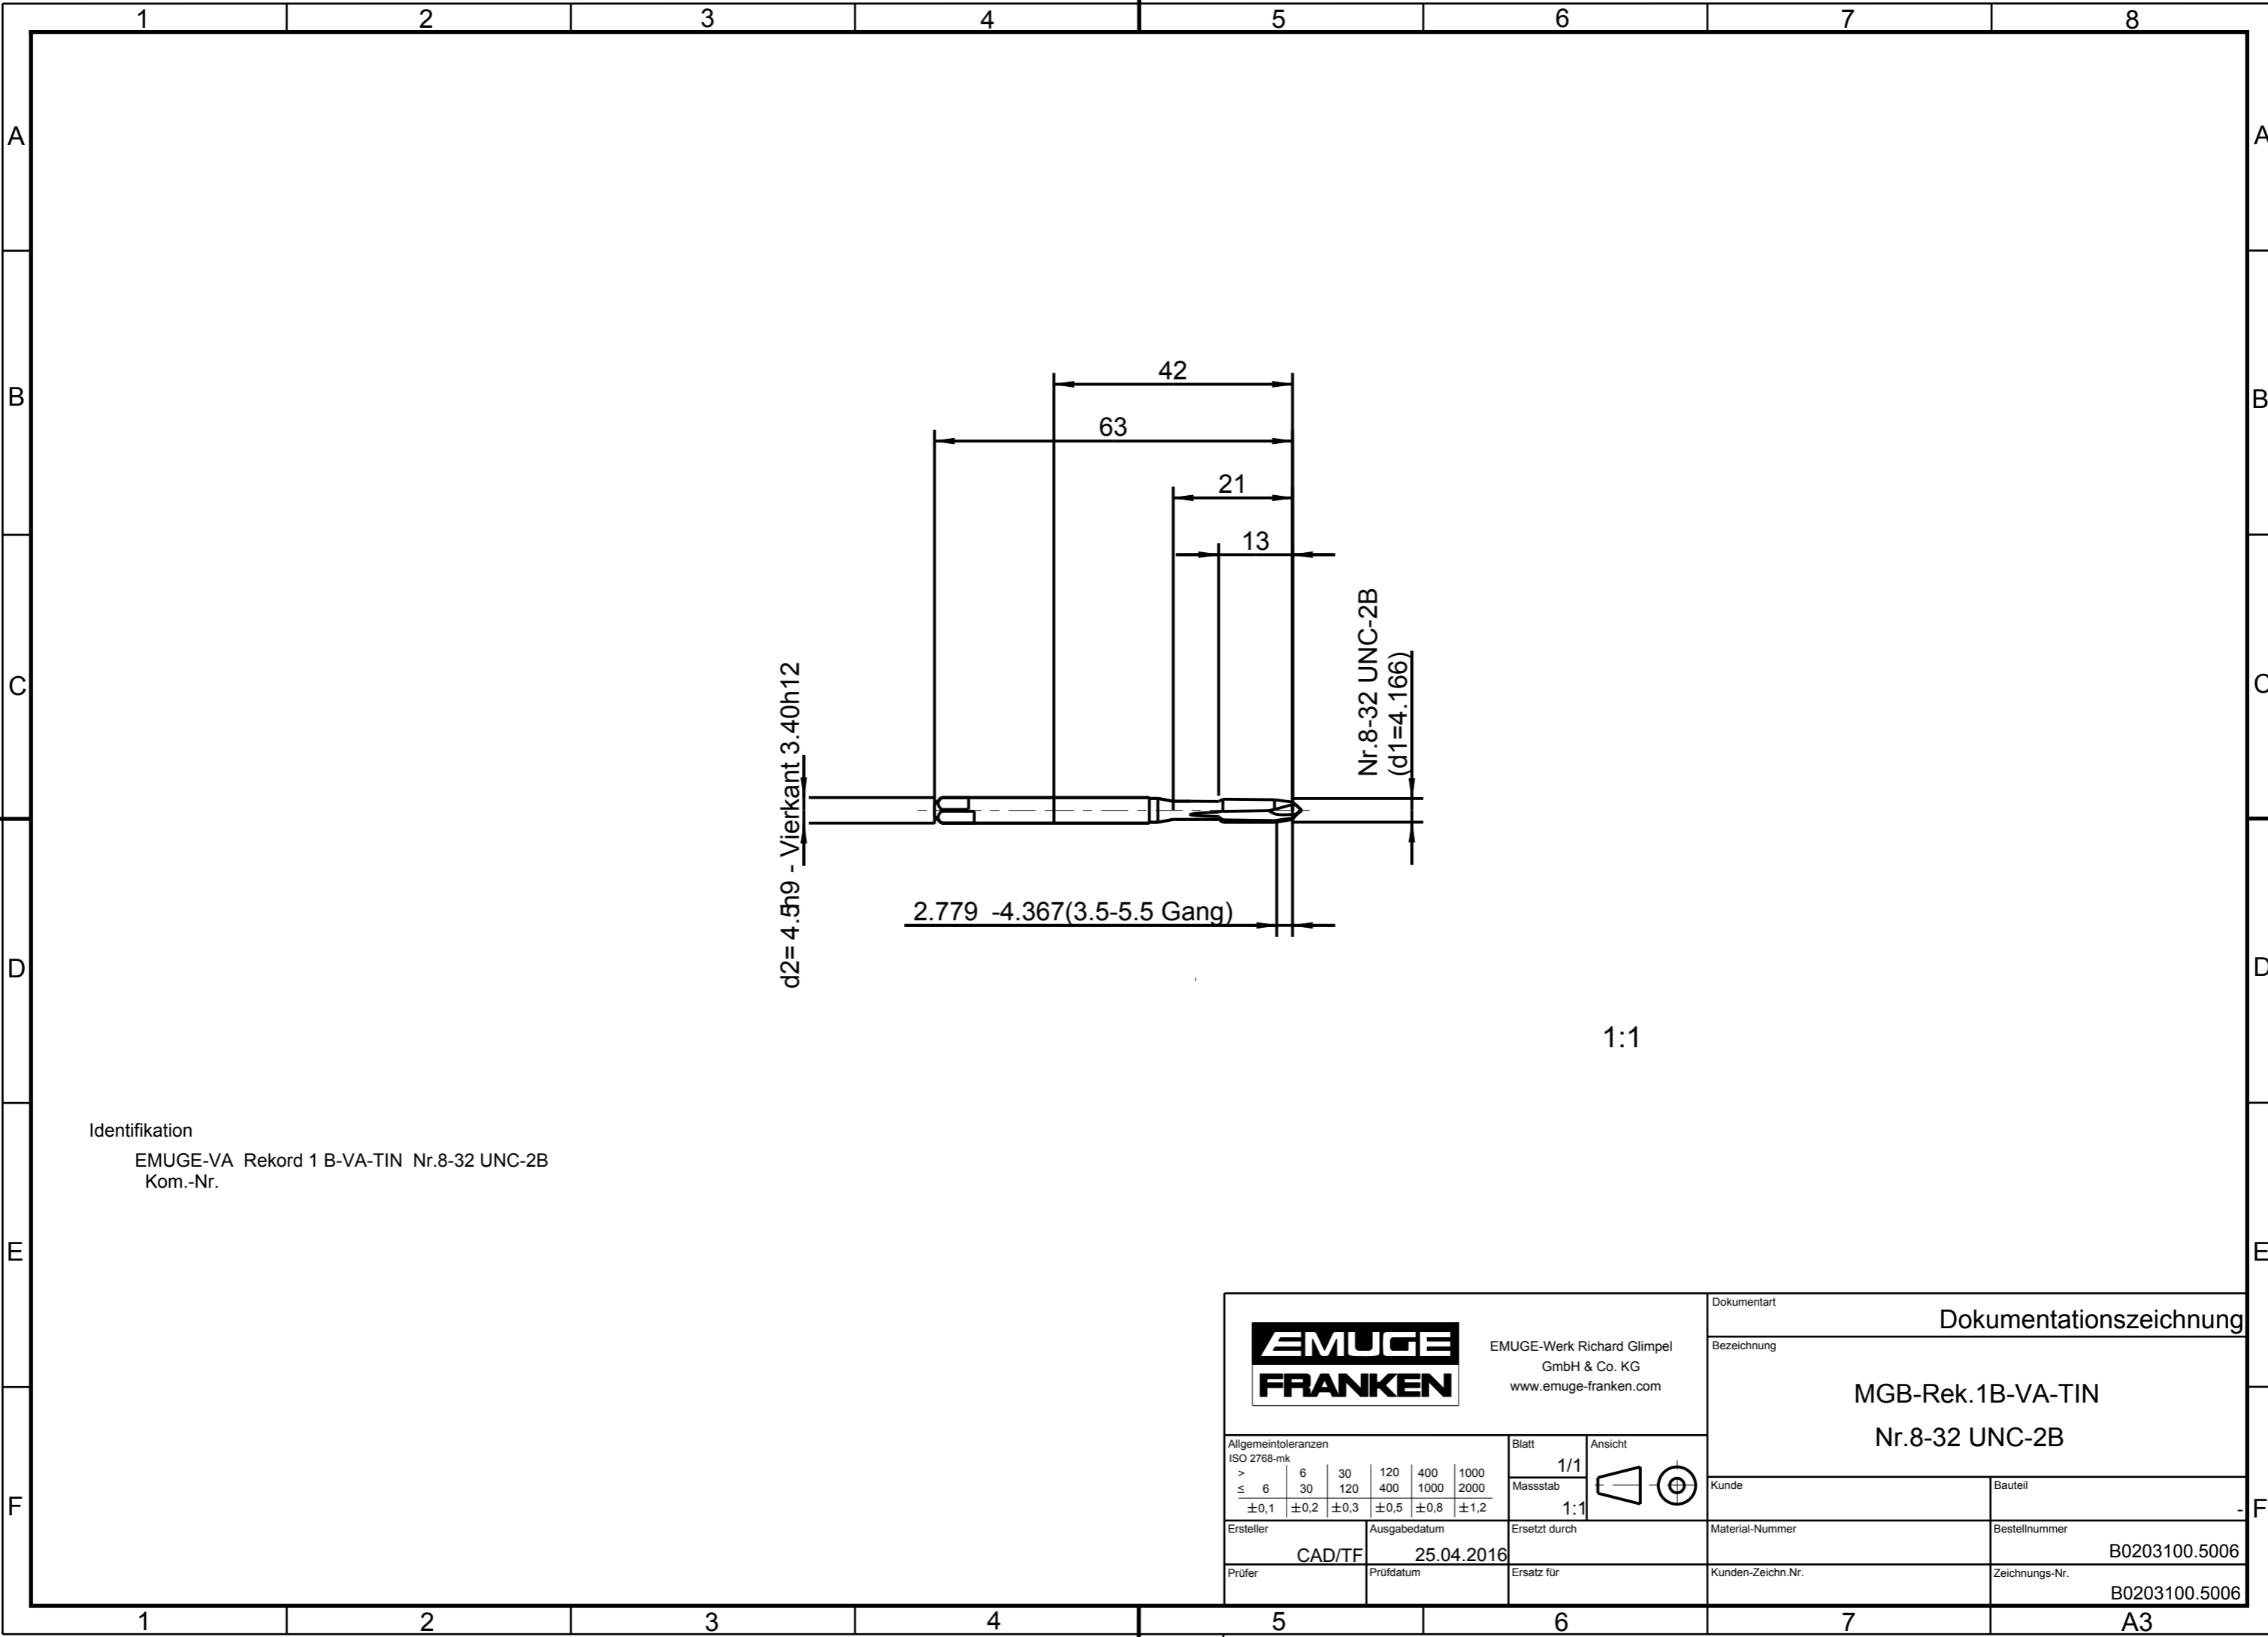 1 2 3 4 5 6 7 8
A A
B B
C C
D D
E E
F F
42
63
21
13
Nr.8-32 UNC-2B
(d1=4.166)
d2= 4.5h9 - Vierkant 3.40h12
2.779 -4.367(3.5-5.5 Gang)
1:1
Identifikation
EMUGE-VA Rekord 1 B-VA-TIN Nr.8-32 UNC-2B
Kom.-Nr.
EMUGE
FRANKEN
EMUGE-Werk Richard Glimpel
GmbH & Co. KG
www.emuge-franken.com
Dokumentart
Dokumentationszeichnung
Bezeichnung
MGB-Rek.1B-VA-TIN
Nr.8-32 UNC-2B
Allgemeintoleranzen
ISO 2768-mk
> 6 30 120 400 1000
≤ 6 30 120 400 1000 2000
±0,1 ±0,2 ±0,3 ±0,5 ±0,8 ±1,2
Blatt
1/1
Ansicht
Massstab
1:1
Kunde
Bauteil
-
Ersteller
CAD/TF
Ausgabedatum
25.04.2016
Ersetzt durch
Material-Nummer
Bestellnummer
B0203100.5006
Prüfer
Prüfdatum
Ersatz für
Kunden-Zeichn.Nr.
Zeichnungs-Nr.
B0203100.5006
1 2 3 4 5 6 7 A3